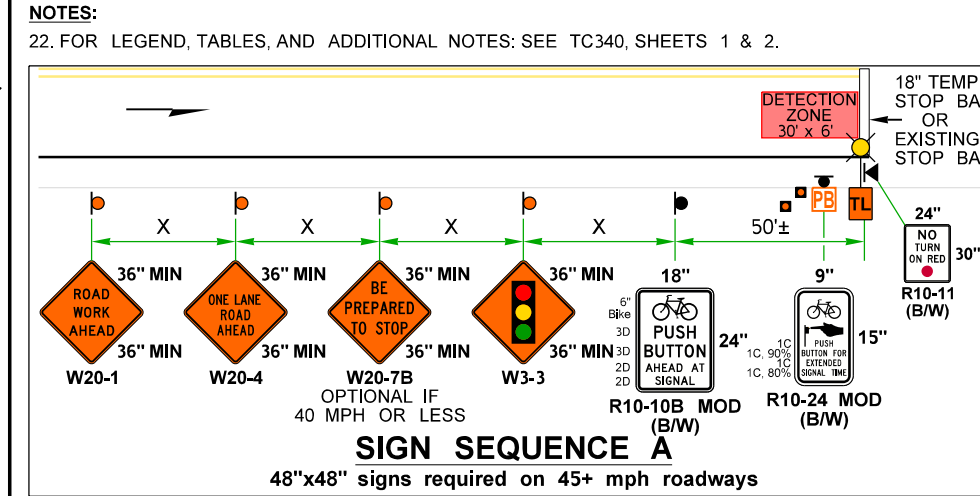 NOTES:
22. FOR LEGEND, TABLES, AND ADDITIONAL NOTES: SEE TC340, SHEETS 1 & 2.
DETECTION
ZONE
30' x 6'
18" TEMP
STOP BA
OR
EXISTING
STOP BA
PB
TL
X
X
X
X
50'±
24"
NO
TURN
ON RED
30"
R10-11
(B/W)
36" MIN
ROAD
WORK
AHEAD
36" MIN
W20-1
36" MIN
ONE LANE
ROAD
AHEAD
36" MIN
W20-4
36" MIN
BE
PREPARED
TO STOP
36" MIN
W20-7B
OPTIONAL IF
40 MPH OR LESS
36" MIN
36" MIN
W3-3
18"
6"
Bike
3D
3D
2D
2D
PUSH
BUTTON
AHEAD AT
SIGNAL
24"
R10-10B MOD
(B/W)
9"
1C
1C, 90%
1C
1C, 80%
PUSH
BUTTON FOR
EXTENDED
SIGNAL TIME
15"
R10-24 MOD
(B/W)
SIGN SEQUENCE A
48"x48" signs required on 45+ mph roadways